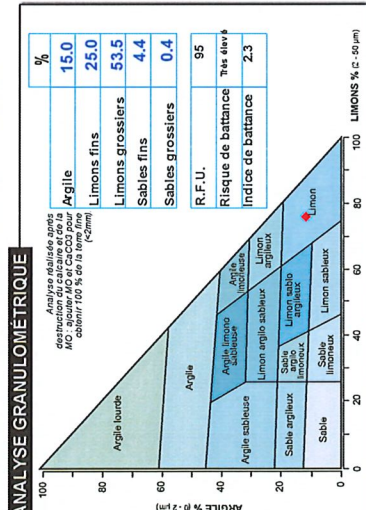 ANALYSE GRANULOMÉTRIQUE
Analyse réalisée après
destruction du calcaire et de la
MO : ajouter MO et CaCO3 pour
obtenir 100 % de la terre fine
(<2mm)
%
Argile 15.0
Limons fins 25.0
Limons grossiers 53.5
Sables fins 4.4
Sables grossiers 0.4
R.F.U. 95
Risque de battance Très élevé
Indice de battance 2.3
ARGILE % (0 - 2 µm)
100
80
60
40
20
0
Argile lourde
Argile
Argile limoneuse
Argile limono sableuse
Argile sableuse
Limon argileux
Limon argilo sableux
Limon sablo argileux
Sable argilo limoneux
Sable argileux
Limon
Limon sableux
Sable limoneux
Sable
0 20 40 60 80 100
LIMONS % (2 - 50 µm)